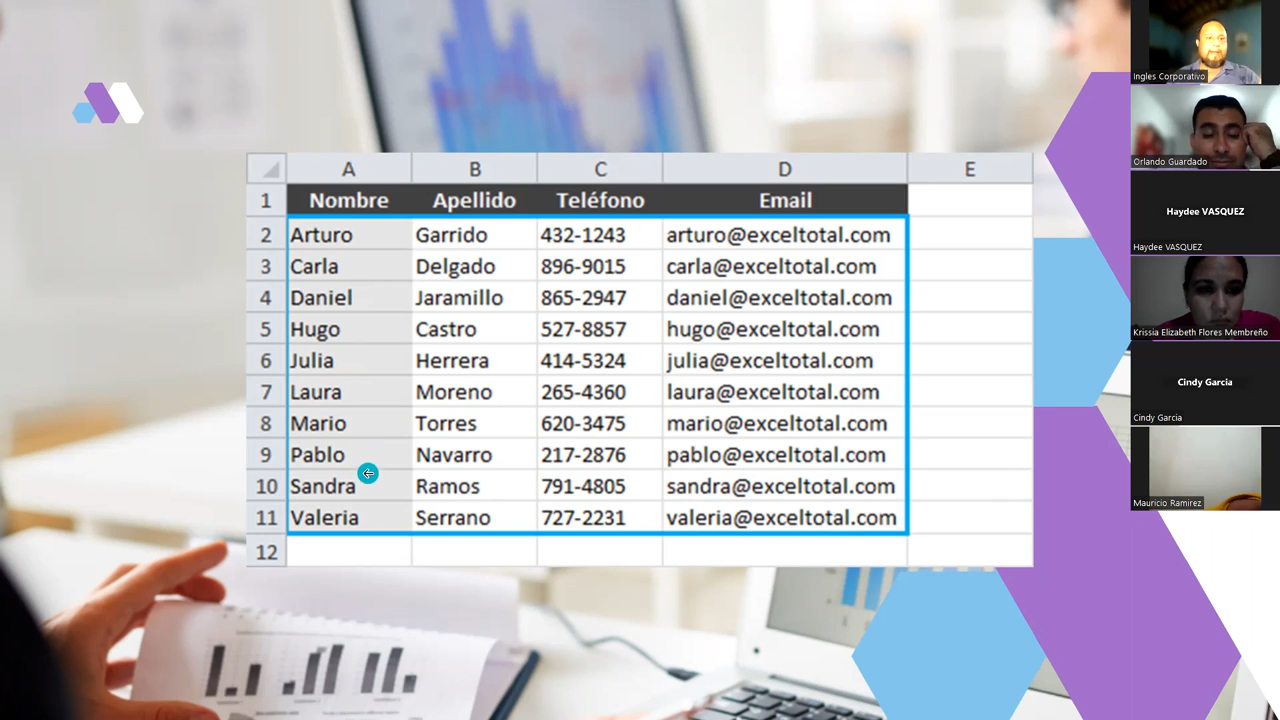 A B C D E
1 Nombre Apellido Teléfono Email
2 Arturo Garrido 432-1243 arturo@exceltotal.com
3 Carla Delgado 896-9015 carla@exceltotal.com
4 Daniel Jaramillo 865-2947 daniel@exceltotal.com
5 Hugo Castro 527-8857 hugo@exceltotal.com
6 Julia Herrera 414-5324 julia@exceltotal.com
7 Laura Moreno 265-4360 laura@exceltotal.com
8 Mario Torres 620-3475 mario@exceltotal.com
9 Pablo Navarro 217-2876 pablo@exceltotal.com
10 Sandra Ramos 791-4805 sandra@exceltotal.com
11 Valeria Serrano 727-2231 valeria@exceltotal.com
12
Ingles Corporativo
Orlando Guardado
Haydee VASQUEZ
Haydee VASQUEZ
Krissia Elizabeth Flores Membreño
Cindy Garcia
Cindy Garcia
Mauricio Ramirez